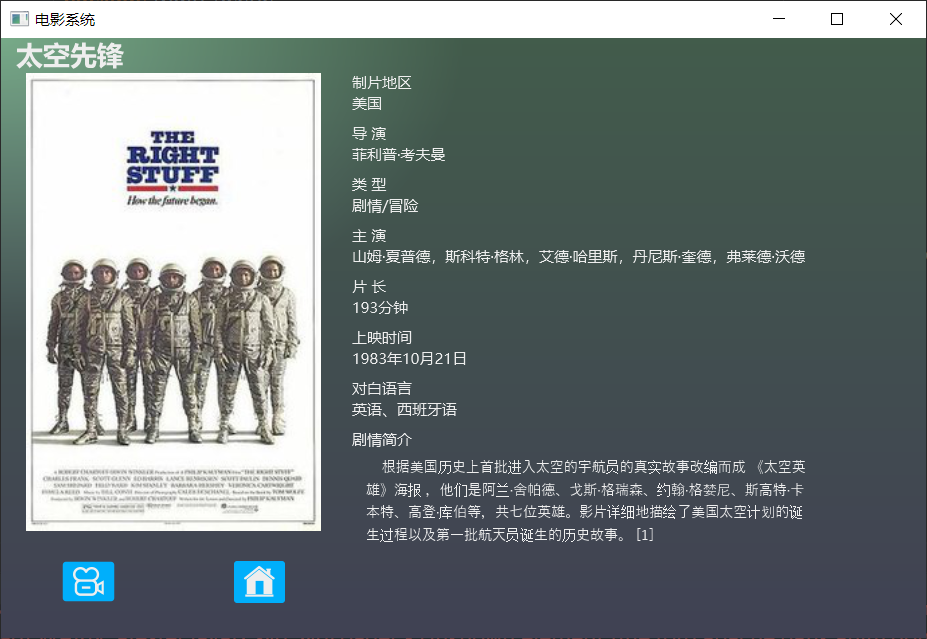 电影系统
太空先锋
THE
RIGHT
STUFF
How the future began.
制片地区
美国
导 演
菲利普·考夫曼
类 型
剧情/冒险
主 演
山姆·夏普德，斯科特·格林，艾德·哈里斯，丹尼斯·奎德，弗莱德·沃德
片 长
193分钟
上映时间
1983年10月21日
对白语言
英语、西班牙语
剧情简介
根据美国历史上首批进入太空的宇航员的真实故事改编而成 《太空英
雄》海报 ，他们是阿兰·舍帕德、戈斯·格瑞森、约翰·格婪尼、斯高特·卡
本特、高登·库伯等，共七位英雄。影片详细地描绘了美国太空计划的诞
生过程以及第一批航天员诞生的历史故事。 [1]